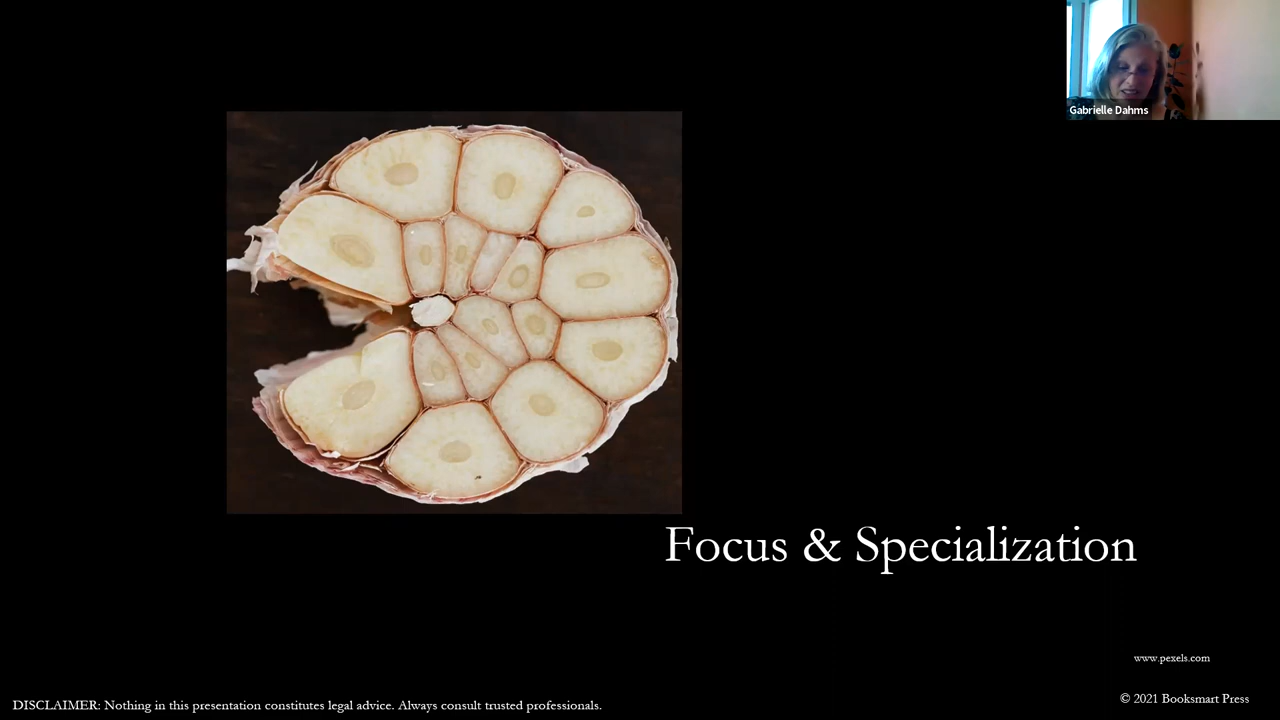 Gabrielle Dahms
Focus & Specialization
www.pexels.com
© 2021 Booksmart Press
DISCLAIMER: Nothing in this presentation constitutes legal advice. Always consult trusted professionals.